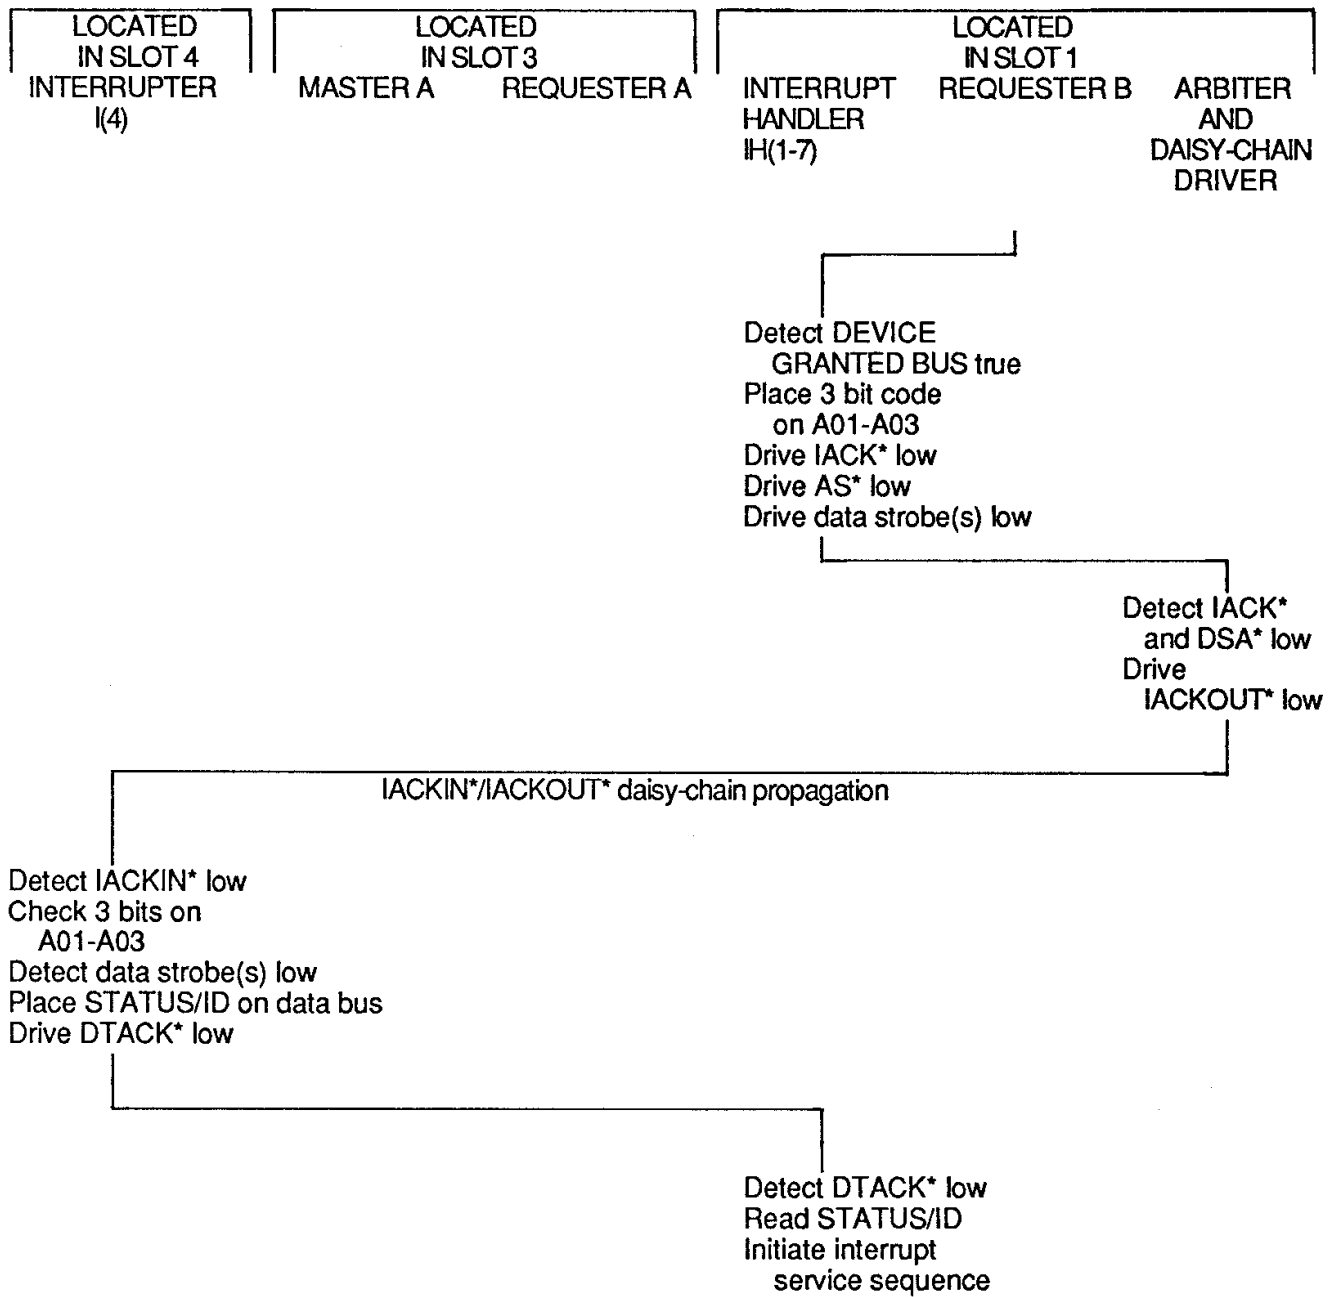 LOCATED
IN SLOT 4
INTERRUPTER
I(4)
LOCATED
IN SLOT 3
MASTER A REQUESTER A
LOCATED
IN SLOT 1
INTERRUPT
HANDLER
IH(1-7)
REQUESTER B
ARBITER
AND
DAISY-CHAIN
DRIVER
Detect DEVICE
GRANTED BUS true
Place 3 bit code
on A01-A03
Drive IACK* low
Drive AS* low
Drive data strobe(s) low
Detect IACK*
and DSA* low
Drive
IACKOUT* low
IACKIN*/IACKOUT* daisy-chain propagation
Detect IACKIN* low
Check 3 bits on
A01-A03
Detect data strobe(s) low
Place STATUS/ID on data bus
Drive DTACK* low
Detect DTACK* low
Read STATUS/ID
Initiate interrupt
service sequence